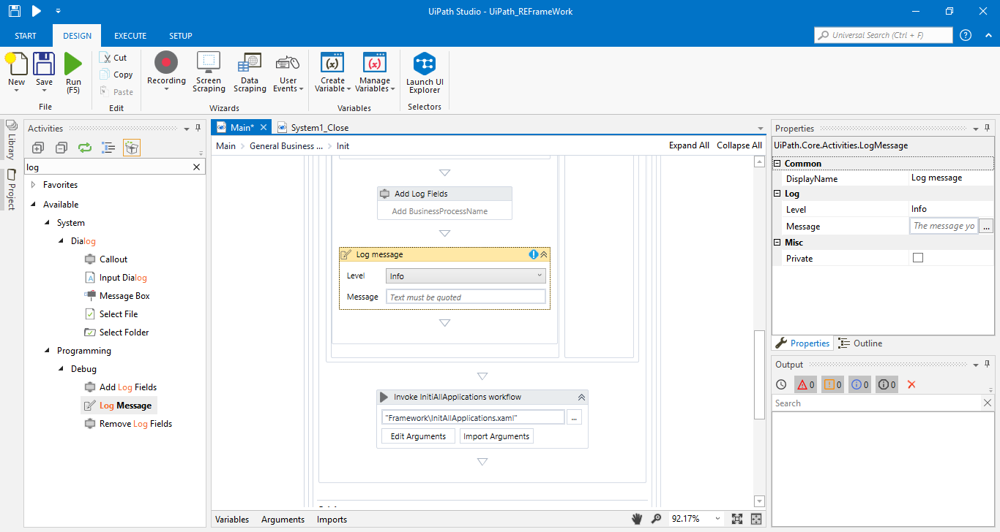 UiPath Studio - UiPath_REFrameWork
START DESIGN EXECUTE SETUP
Universal Search (Ctrl + F)
New Save Run (F5)
File
Cut
Copy
Paste
Edit
Recording Screen Scraping Data Scraping User Events
Wizards
Create Variable Manage Variables
Variables
Launch UI Explorer
Selectors
Library
Project
Activities
log
Favorites
Available
System
Dialog
Callout
Input Dialog
Message Box
Select File
Select Folder
Programming
Debug
Add Log Fields
Log Message
Remove Log Fields
Main* System1_Close
Main > General Business ... > Init
Expand All Collapse All
Add Log Fields
Add BusinessProcessName
Log message
Level Info
Message Text must be quoted
Invoke InitiAllApplications workflow
"Framework\InitAllApplications.xaml" ...
Edit Arguments Import Arguments
Variables Arguments Imports
92.17%
Properties
UiPath.Core.Activities.LogMessage
Common
DisplayName Log message
Log
Level Info
Message The message yo ...
Misc
Private
Properties Outline
Output
0 0 0 0
Search